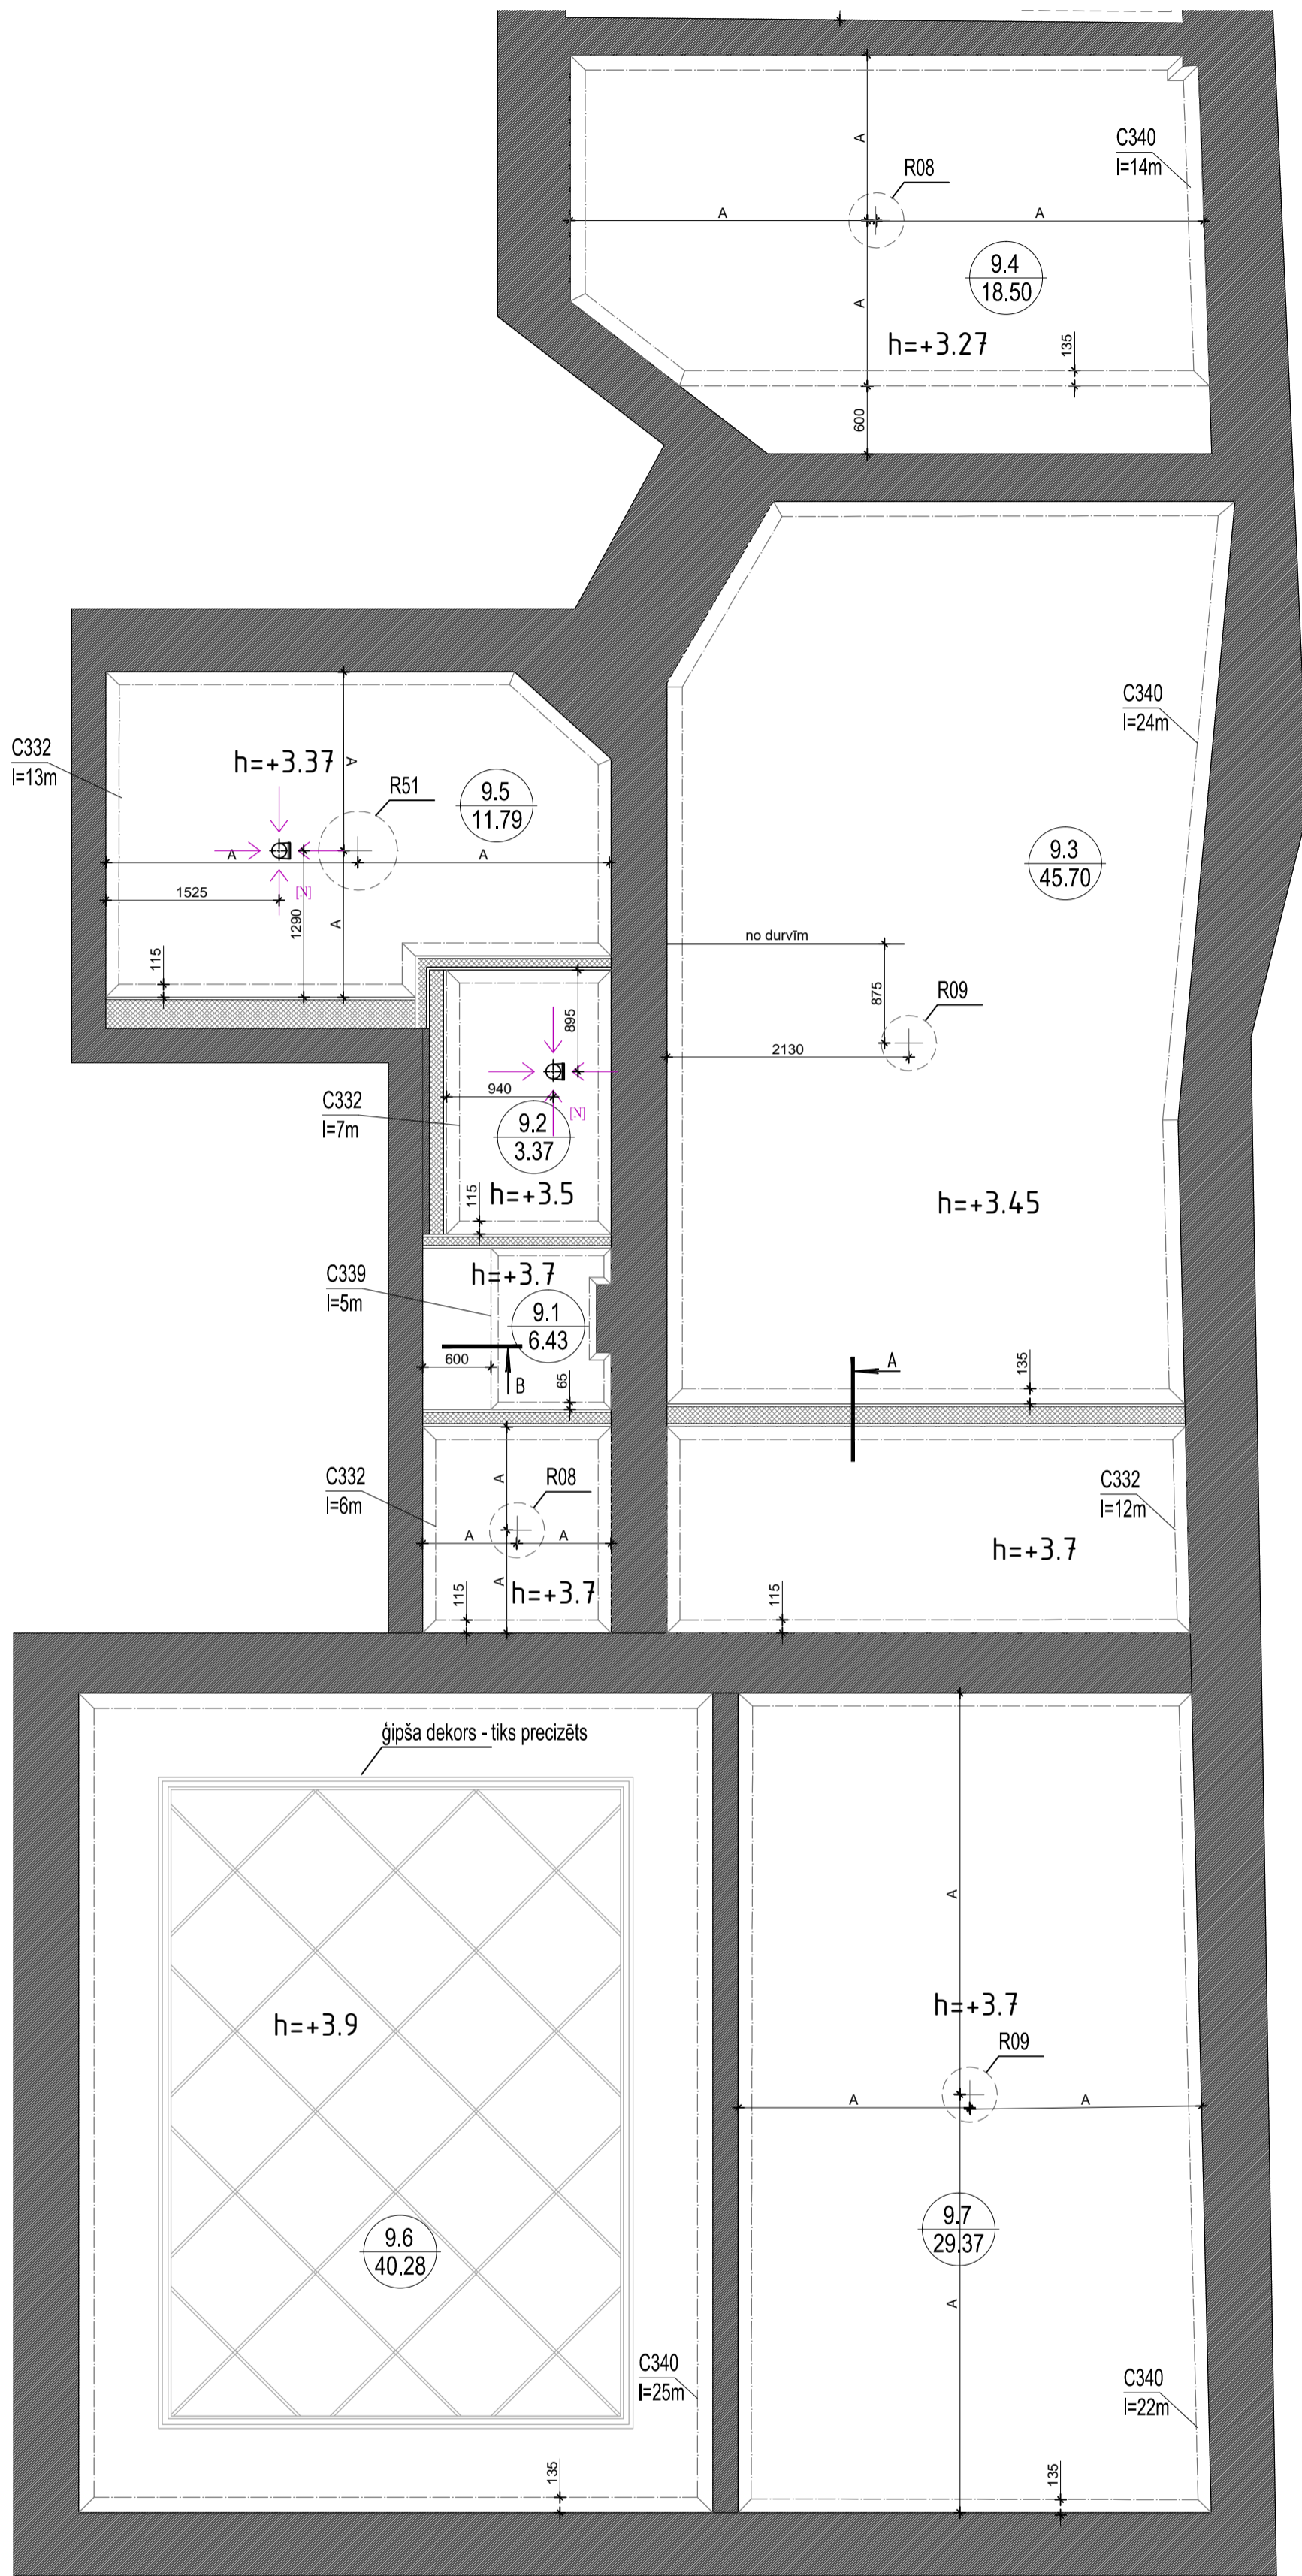 C340
l=14m
R08
A
A
A
9.4
18.50
A
h=+3.27
135
600
C340
l=24m
C332
l=13m
h=+3.37
A
R51
9.5
11.79
9.3
45.70
A
A
1525
[N]
1290
A
115
no durvīm
875
R09
2130
895
940
C332
l=7m
[N]
9.2
3.37
115
h=+3.5
h=+3.45
C339
l=5m
h=+3.7
9.1
6.43
600
B
65
A
135
C332
l=6m
A
R08
A
A
A
115
h=+3.7
C332
l=12m
h=+3.7
115
ģipša dekors - tiks precizēts
A
h=+3.9
h=+3.7
R09
A
A
9.6
40.28
9.7
29.37
A
C340
l=25m
C340
l=22m
135
135